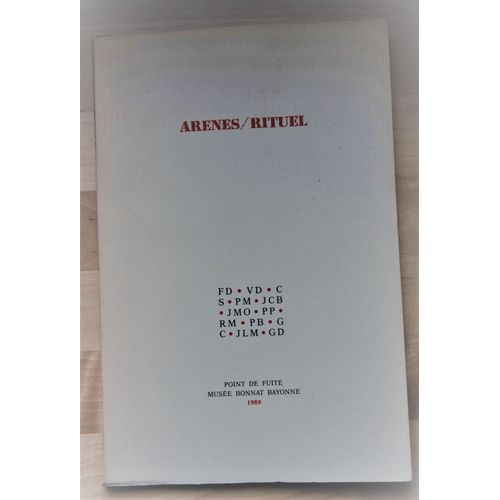 ARENES/RITUEL
FD • VD • C
S • PM • JCB
• JMO • PP •
RM • PB • G
C • JLM • GD
POINT DE FUITE
MUSÉE BONNAT BAYONNE
1989